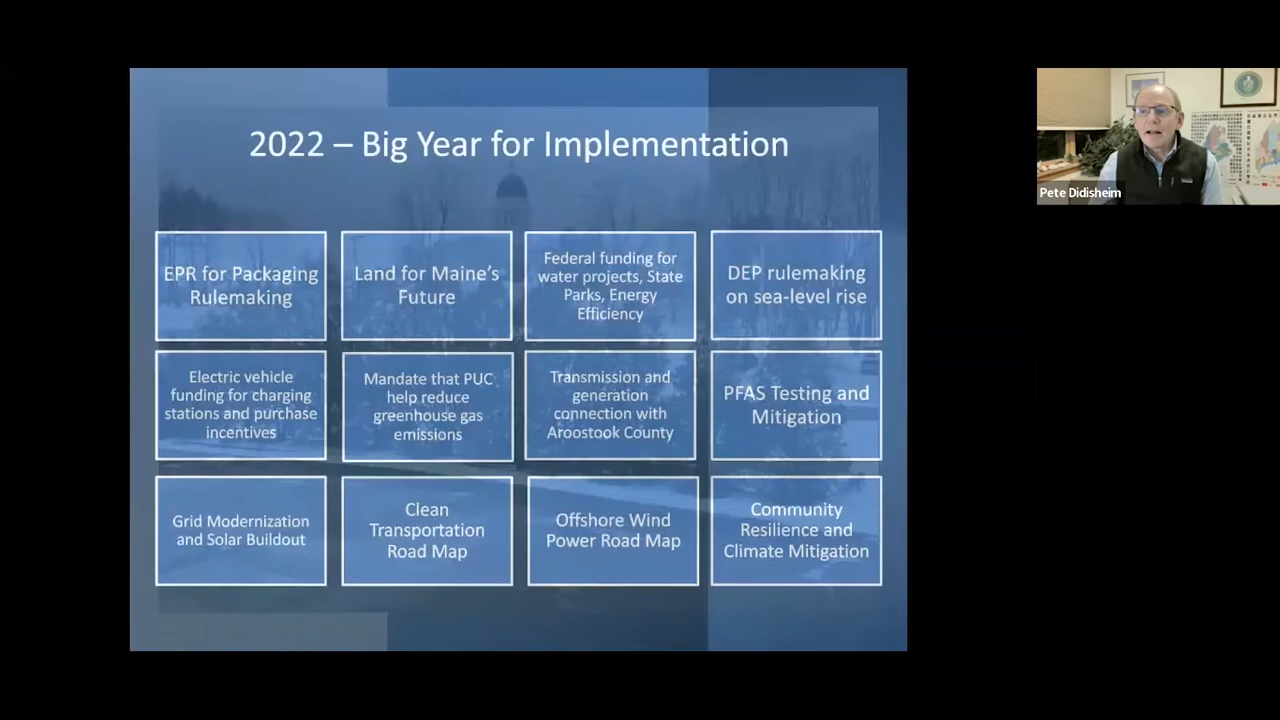 2022 – Big Year for Implementation
EPR for Packaging
Rulemaking
Land for Maine's
Future
Federal funding for
water projects, State
Parks, Energy
Efficiency
DEP rulemaking
on sea-level rise
Electric vehicle
funding for charging
stations and purchase
incentives
Mandate that PUC
help reduce
greenhouse gas
emissions
Transmission and
generation
connection with
Aroostook County
PFAS Testing and
Mitigation
Grid Modernization
and Solar Buildout
Clean
Transportation
Road Map
Offshore Wind
Power Road Map
Community
Resilience and
Climate Mitigation
Pete Didisheim